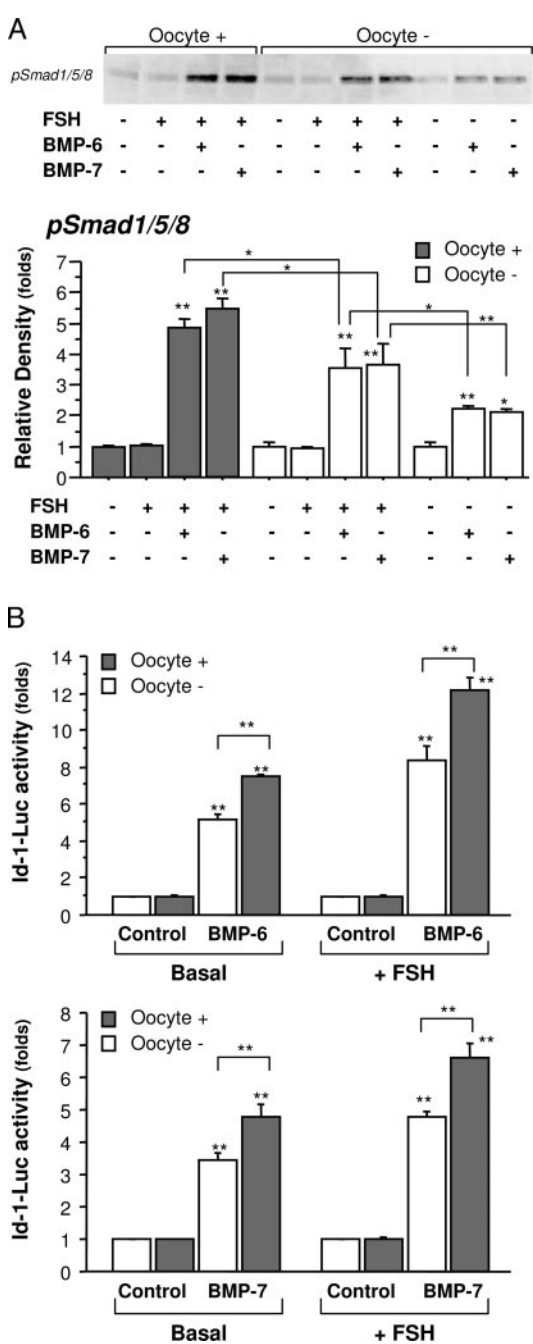 A
Oocyte + Oocyte -
pSmad1/5/8
FSH - + + + - + + + - - -
BMP-6 - - + - - - + - - + -
BMP-7 - - - + - - - + - - +
pSmad1/5/8
Relative Density (folds)
7
6
5
4
3
2
1
0
Oocyte +
Oocyte -
* * * **
** ** ** ** ** *
FSH - + + + - + + + - - -
BMP-6 - - + - - - + - - + -
BMP-7 - - - + - - - + - - +
B
Id-1-Luc activity (folds)
14
12
10
8
6
4
2
0
Oocyte +
Oocyte -
** **
** ** ** **
Control BMP-6 Control BMP-6
Basal + FSH
Id-1-Luc activity (folds)
8
7
6
5
4
3
2
1
0
Oocyte +
Oocyte -
** **
** ** ** **
Control BMP-7 Control BMP-7
Basal + FSH